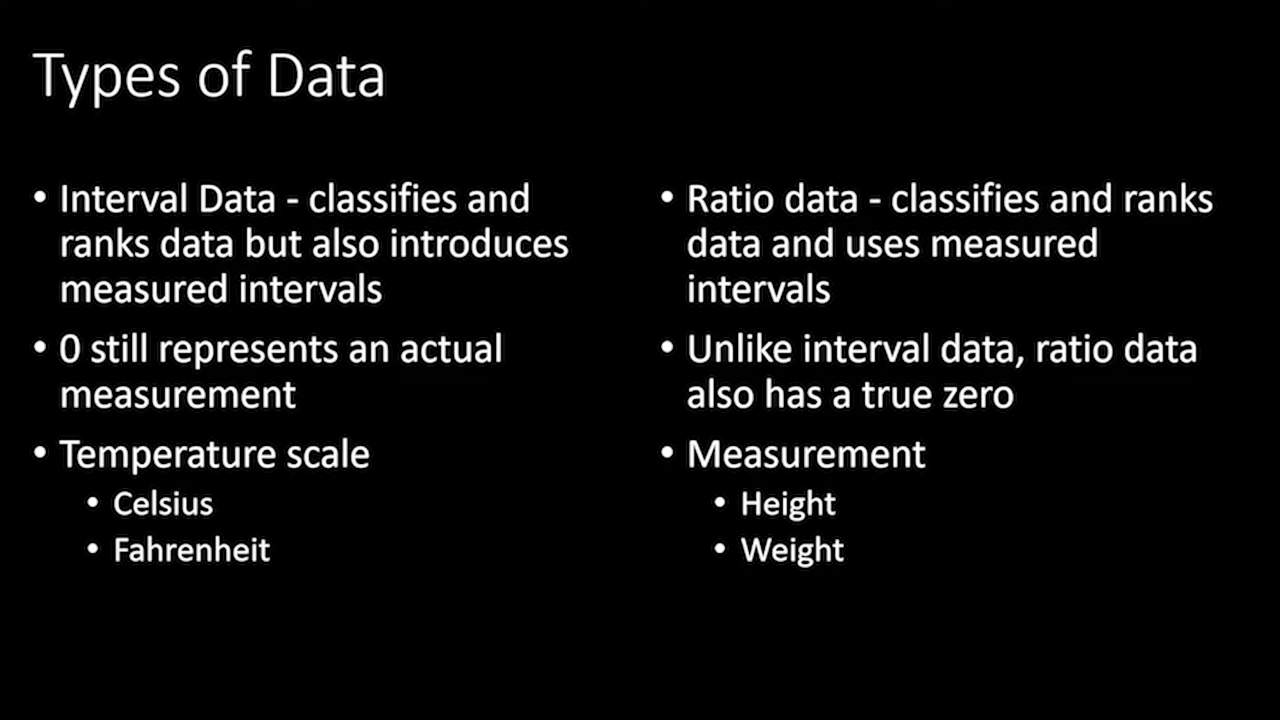 Types of Data
• Interval Data - classifies and
ranks data but also introduces
measured intervals
• 0 still represents an actual
measurement
• Temperature scale
• Celsius
• Fahrenheit
• Ratio data - classifies and ranks
data and uses measured
intervals
• Unlike interval data, ratio data
also has a true zero
• Measurement
• Height
• Weight